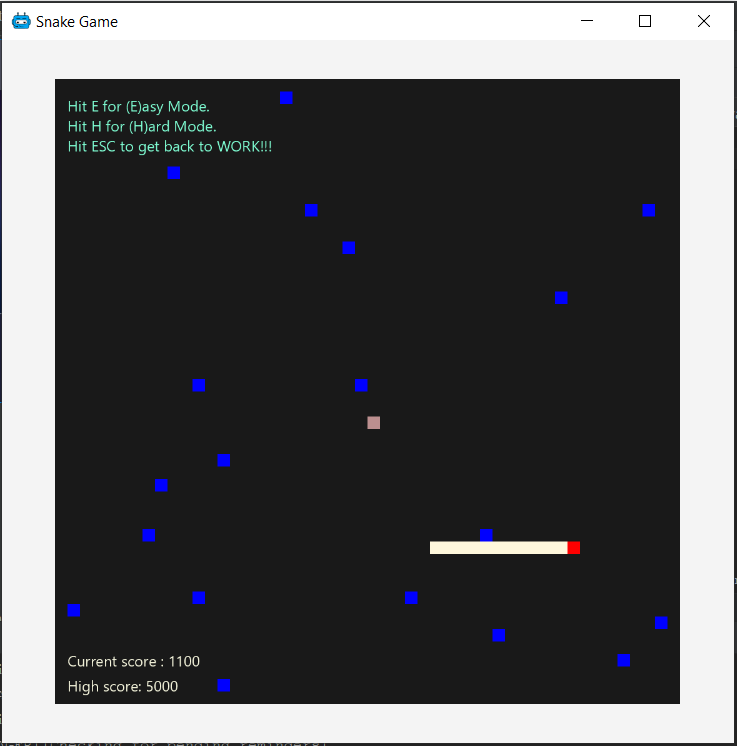 Snake Game
Hit E for (E)asy Mode.
Hit H for (H)ard Mode.
Hit ESC to get back to WORK!!!
Current score : 1100
High score: 5000